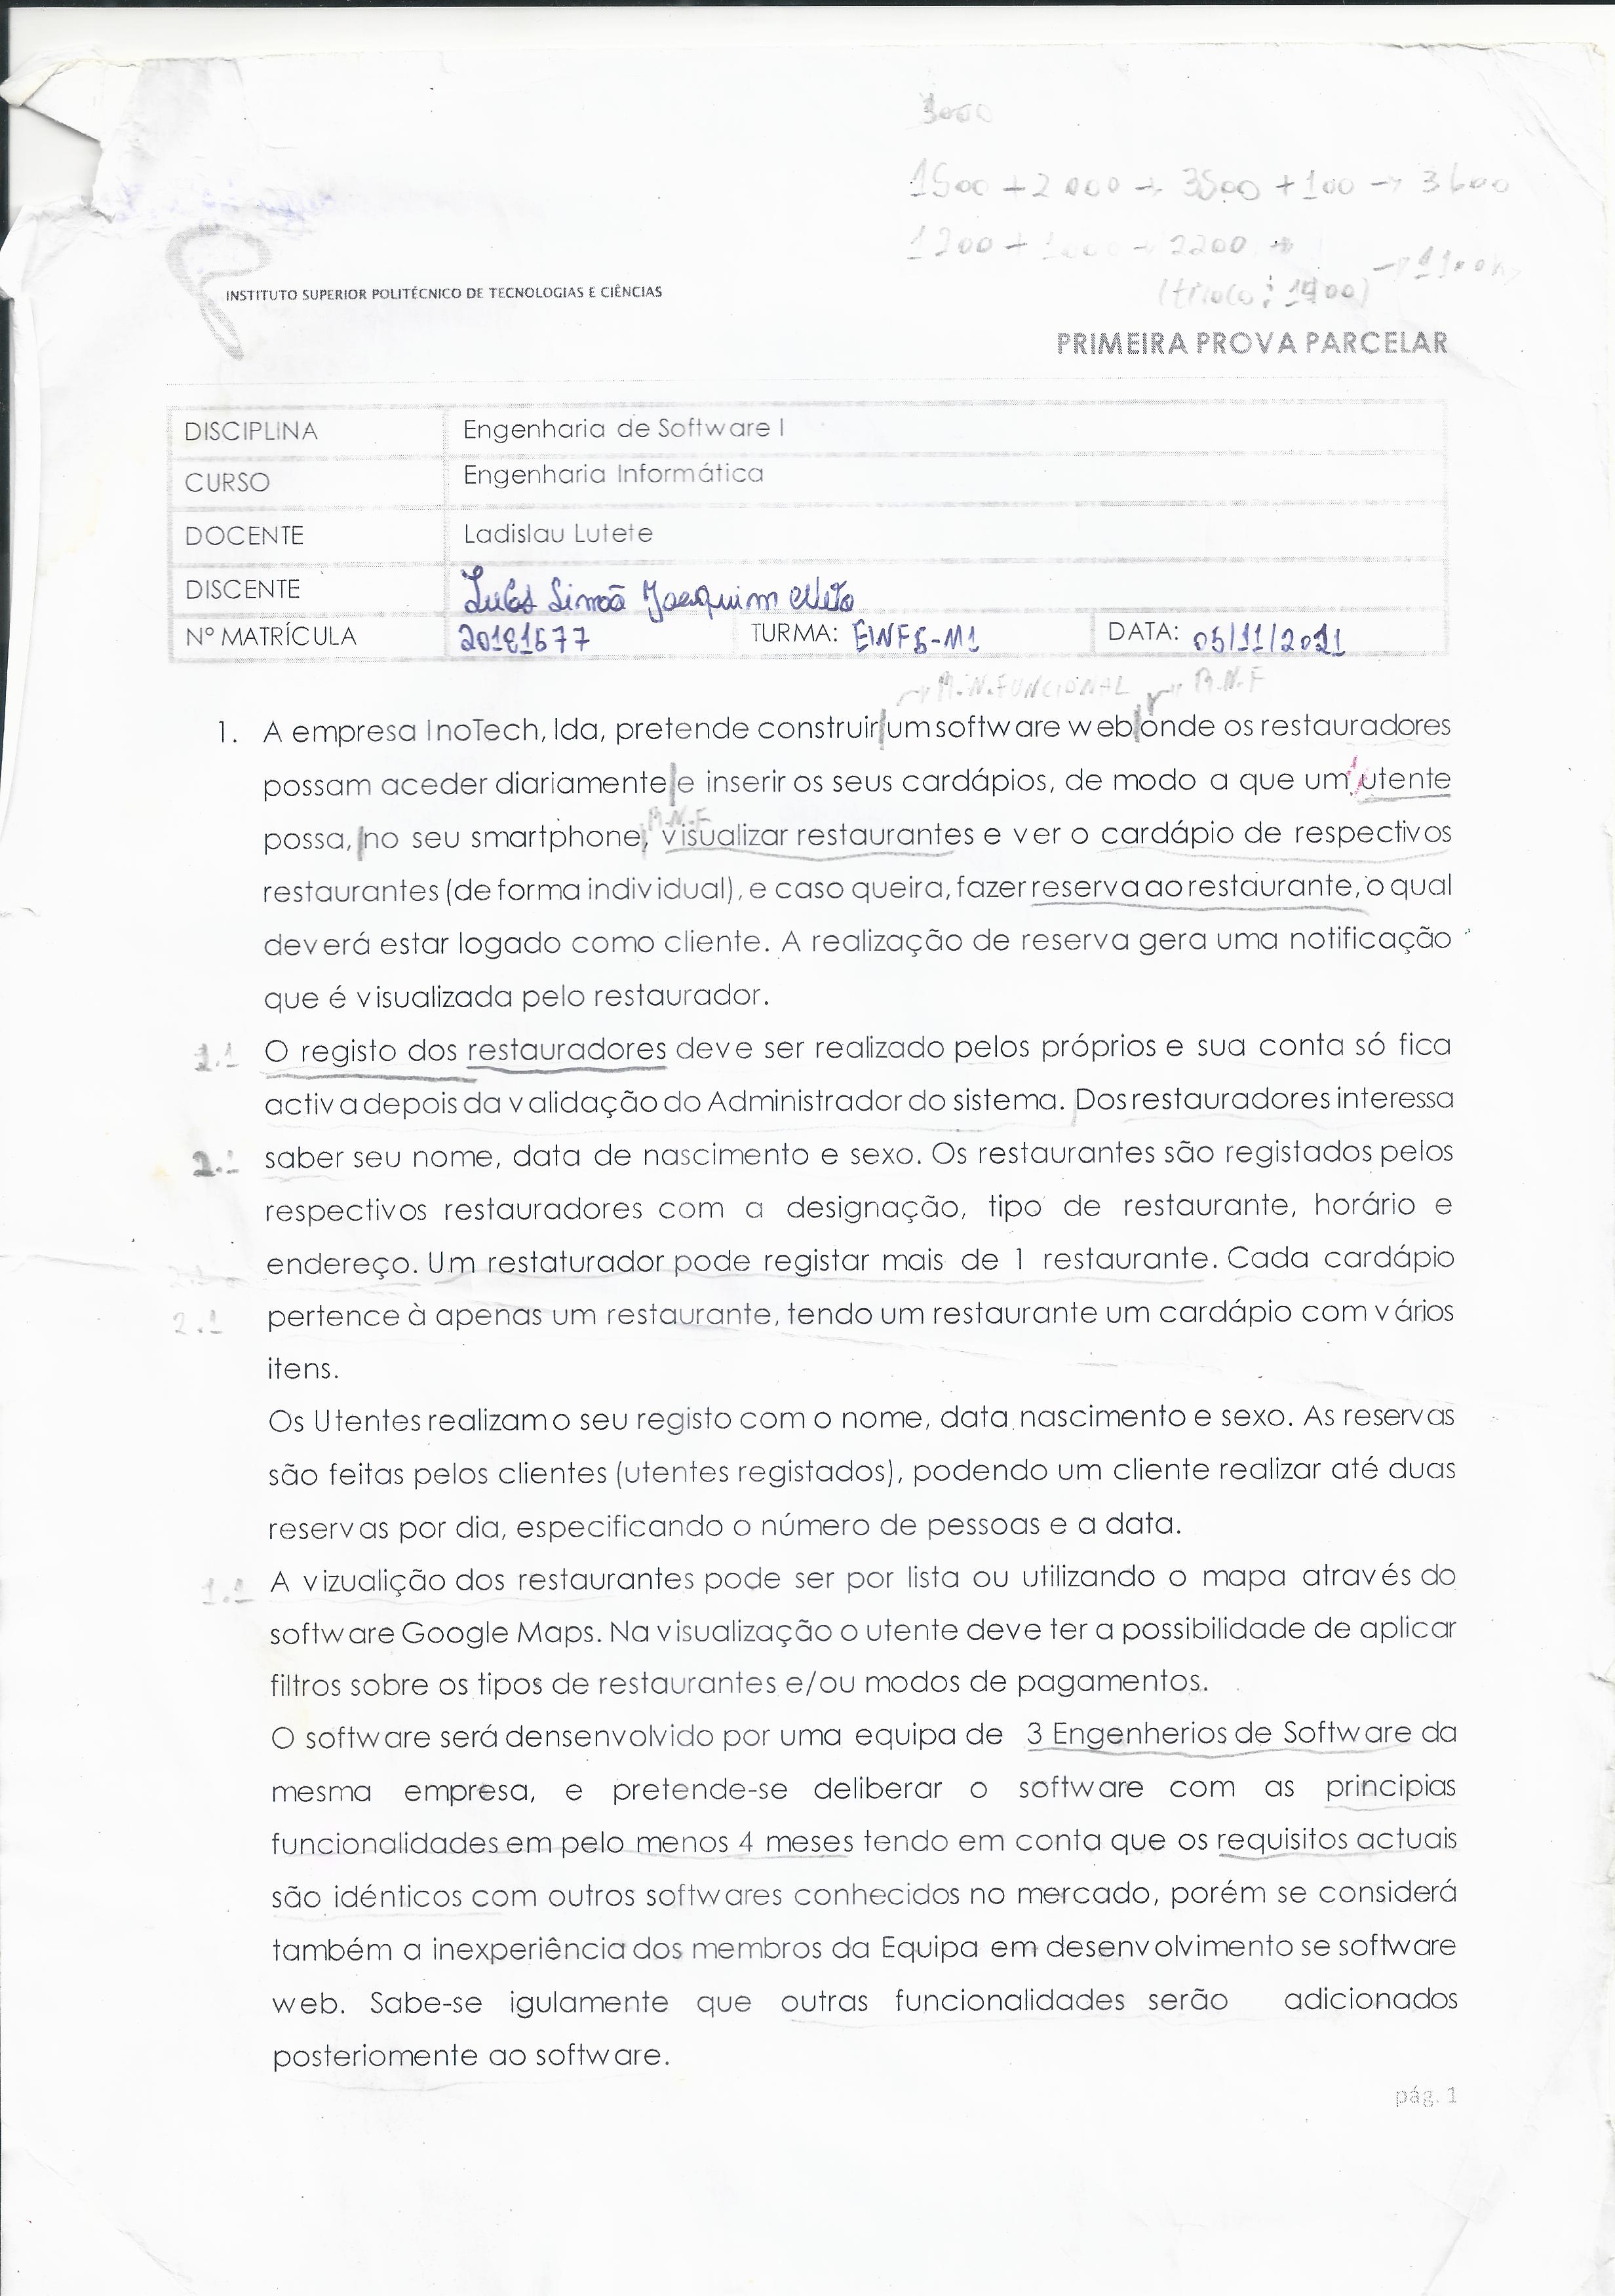 3000
1500 + 2000 → 3500 + 100 → 3600
1200 + 1000 → 2200 →
(troco: 1400)
INSTITUTO SUPERIOR POLITÉCNICO DE TECNOLOGIAS E CIÊNCIAS
PRIMEIRA PROVA PARCELAR
DISCIPLINA Engenharia de Software I
CURSO Engenharia Informática
DOCENTE Ladislau Lutete
DISCENTE Simão Joaquim Neto
Nº MATRÍCULA 20181577 TURMA: EINF5-M1 DATA: 05/11/2021
R.N.FUNCIONAL R.N.F
1. A empresa InoTech, lda, pretende construir um software web onde os restauradores
possam aceder diariamente e inserir os seus cardápios, de modo a que um utente
R.N.F
possa, no seu smartphone, visualizar restaurantes e ver o cardápio de respectivos
restaurantes (de forma individual), e caso queira, fazer reserva ao restaurante, o qual
deverá estar logado como cliente. A realização de reserva gera uma notificação
que é visualizada pelo restaurador.
1.1 O registo dos restauradores deve ser realizado pelos próprios e sua conta só fica
activa depois da validação do Administrador do sistema. Dos restauradores interessa
2.1 saber seu nome, data de nascimento e sexo. Os restaurantes são registados pelos
respectivos restauradores com a designação, tipo de restaurante, horário e
endereço. Um restaturador pode registar mais de 1 restaurante. Cada cardápio
2.1 pertence à apenas um restaurante, tendo um restaurante um cardápio com vários
itens.
Os Utentes realizam o seu registo com o nome, data nascimento e sexo. As reservas
são feitas pelos clientes (utentes registados), podendo um cliente realizar até duas
reservas por dia, especificando o número de pessoas e a data.
1.1 A vizualição dos restaurantes pode ser por lista ou utilizando o mapa através do
software Google Maps. Na visualização o utente deve ter a possibilidade de aplicar
filtros sobre os tipos de restaurantes e/ou modos de pagamentos.
O software será densenvolvido por uma equipa de 3 Engenherios de Software da
mesma empresa, e pretende-se deliberar o software com as principias
funcionalidades em pelo menos 4 meses tendo em conta que os requisitos actuais
são idénticos com outros softwares conhecidos no mercado, porém se considerá
também a inexperiência dos membros da Equipa em desenvolvimento se software
web. Sabe-se igulamente que outras funcionalidades serão adicionados
posteriomente ao software.
pág. 1